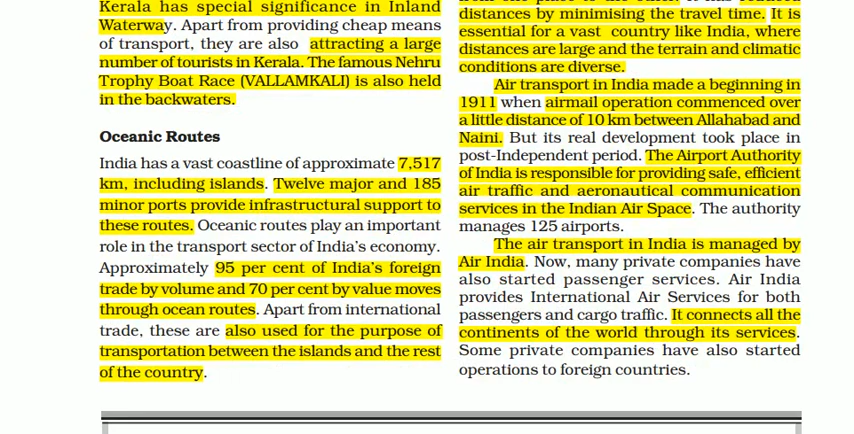 Kerala has special significance in Inland
Waterway. Apart from providing cheap means
of transport, they are also attracting a large
number of tourists in Kerala. The famous Nehru
Trophy Boat Race (VALLAMKALI) is also held
in the backwaters.
Oceanic Routes
India has a vast coastline of approximate 7,517
km, including islands. Twelve major and 185
minor ports provide infrastructural support to
these routes. Oceanic routes play an important
role in the transport sector of India's economy.
Approximately 95 per cent of India's foreign
trade by volume and 70 per cent by value moves
through ocean routes. Apart from international
trade, these are also used for the purpose of
transportation between the islands and the rest
of the country.
distances by minimising the travel time. It is
essential for a vast country like India, where
distances are large and the terrain and climatic
conditions are diverse.
Air transport in India made a beginning in
1911 when airmail operation commenced over
a little distance of 10 km between Allahabad and
Naini. But its real development took place in
post-Independent period. The Airport Authority
of India is responsible for providing safe, efficient
air traffic and aeronautical communication
services in the Indian Air Space. The authority
manages 125 airports.
The air transport in India is managed by
Air India. Now, many private companies have
also started passenger services. Air India
provides International Air Services for both
passengers and cargo traffic. It connects all the
continents of the world through its services.
Some private companies have also started
operations to foreign countries.